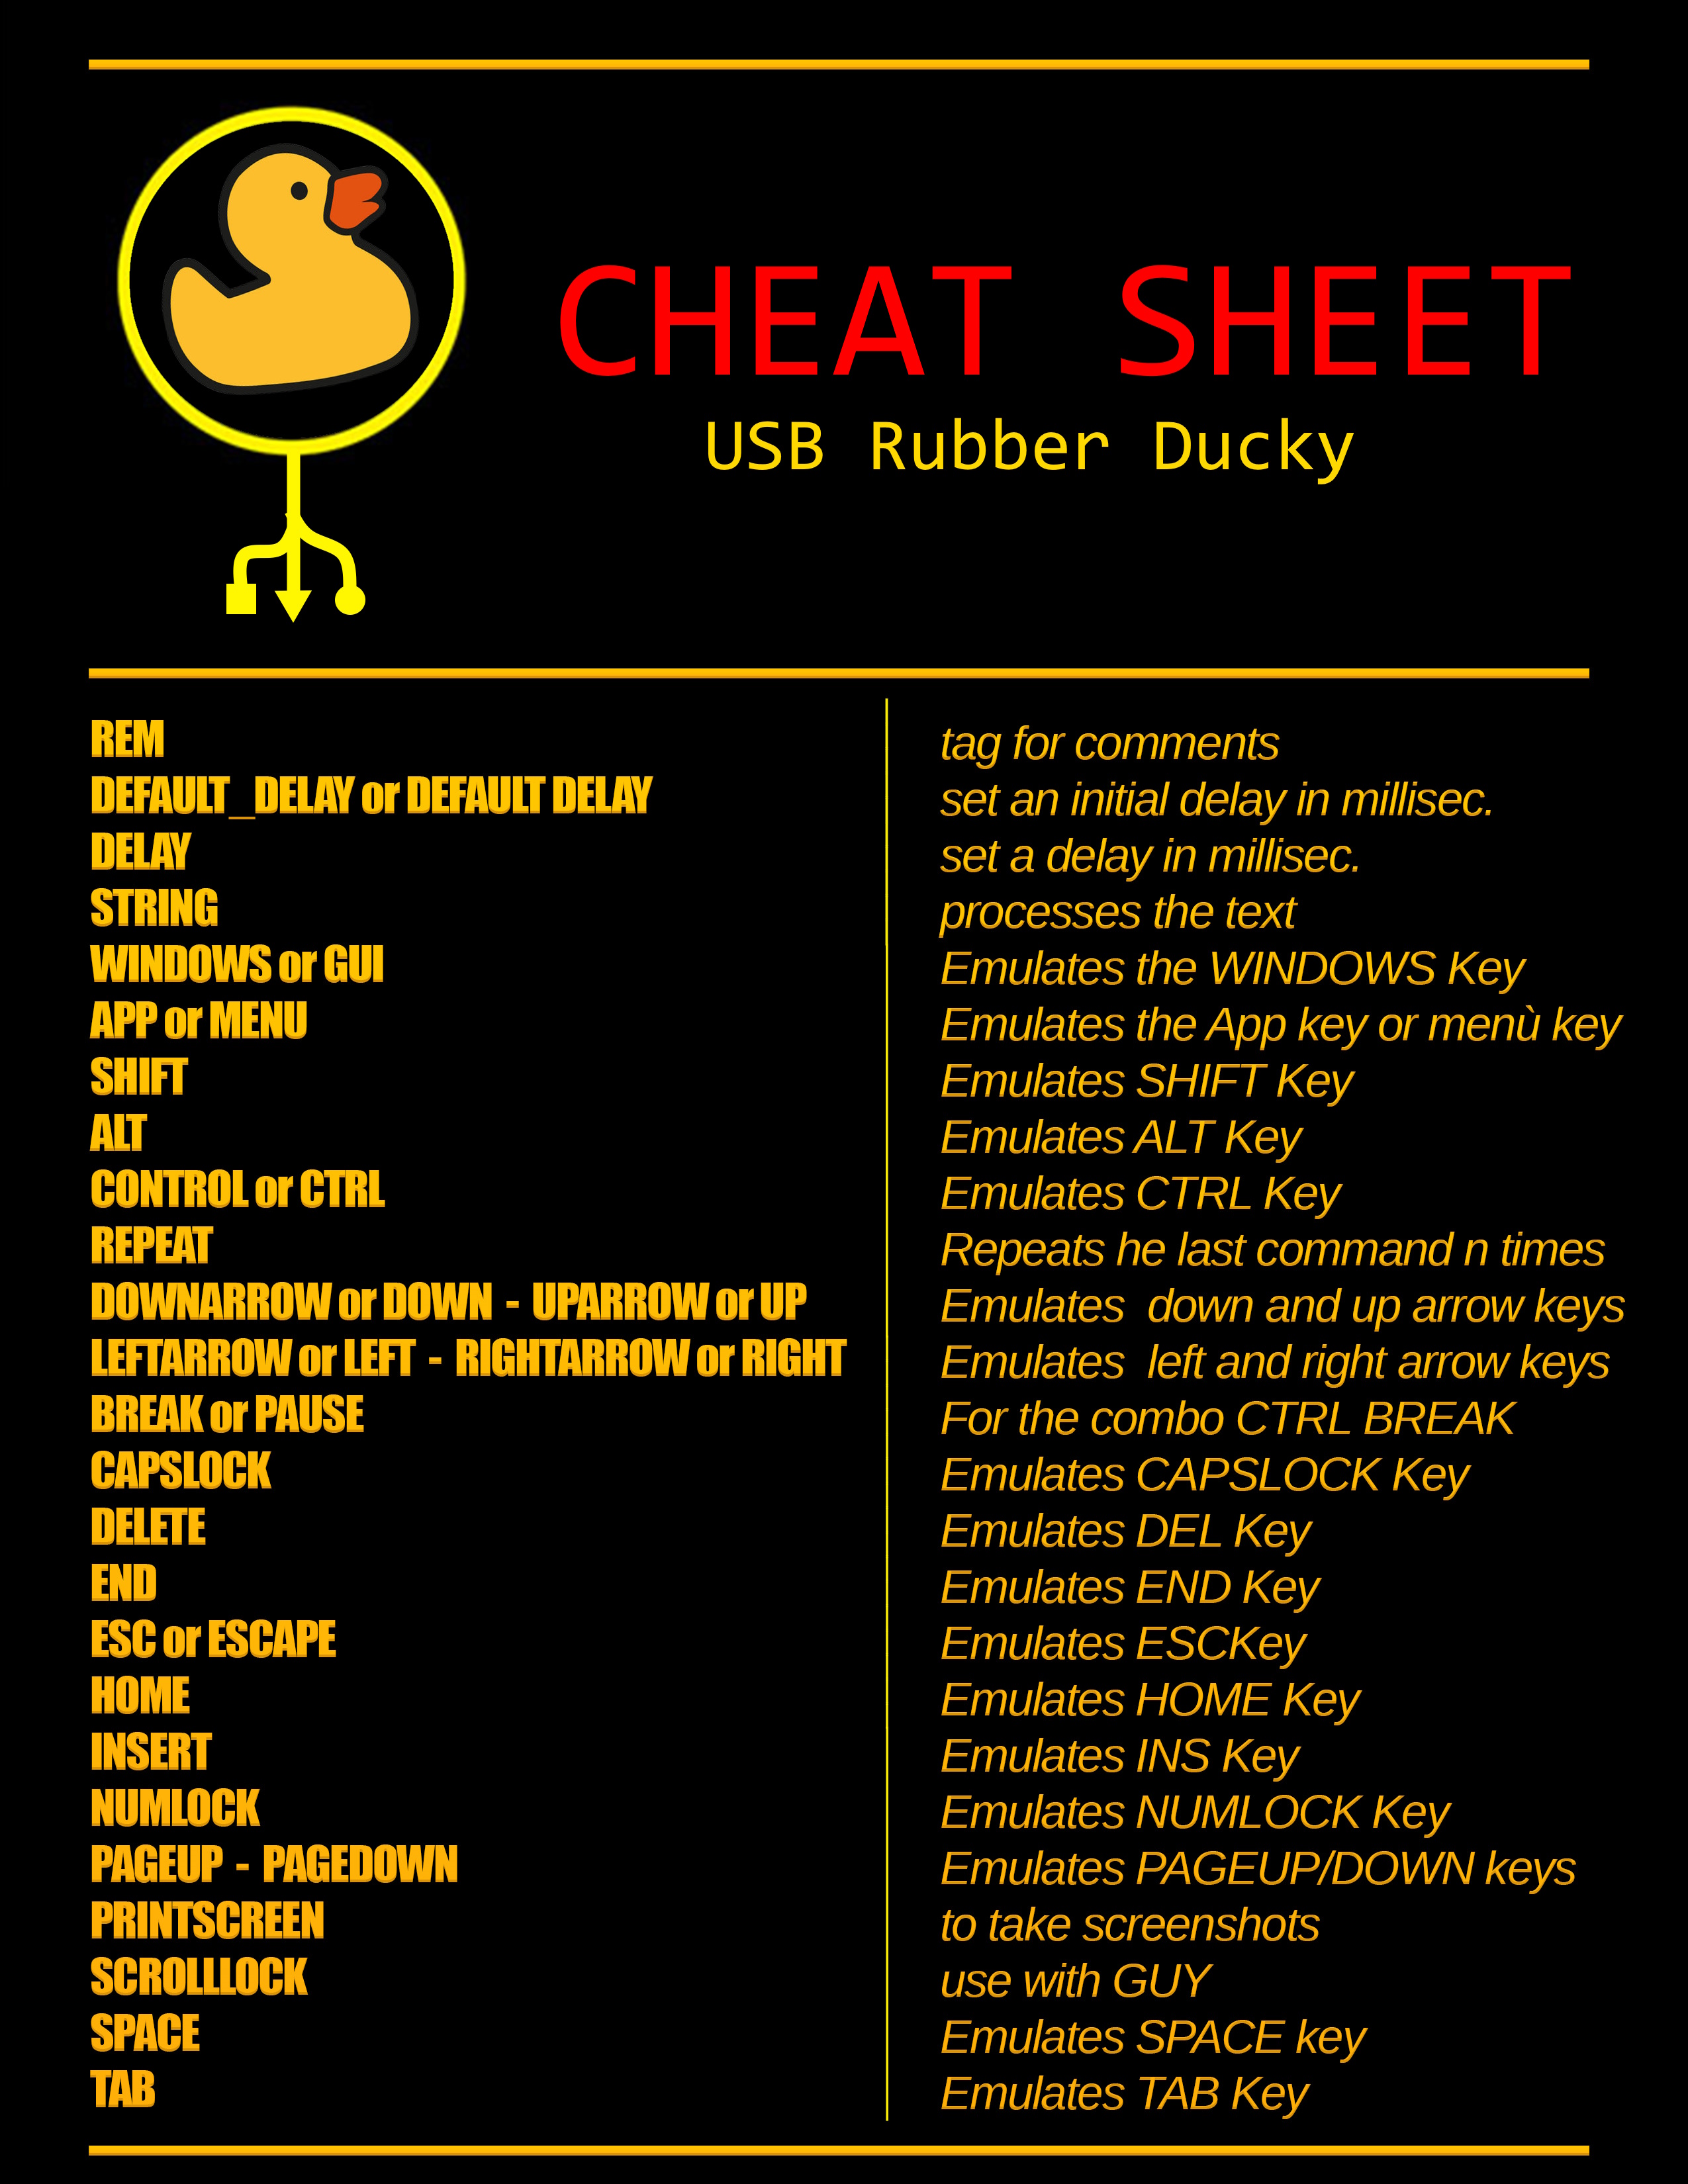 CHEAT SHEET
USB Rubber Ducky
REM
tag for comments
DEFAULT_DELAY or DEFAULT DELAY
set an initial delay in millisec.
DELAY
set a delay in millisec.
STRING
processes the text
WINDOWS or GUI
Emulates the WINDOWS Key
APP or MENU
Emulates the App key or menù key
SHIFT
Emulates SHIFT Key
ALT
Emulates ALT Key
CONTROL or CTRL
Emulates CTRL Key
REPEAT
Repeats he last command n times
DOWNARROW or DOWN - UPARROW or UP
Emulates down and up arrow keys
LEFTARROW or LEFT - RIGHTARROW or RIGHT
Emulates left and right arrow keys
BREAK or PAUSE
For the combo CTRL BREAK
CAPSLOCK
Emulates CAPSLOCK Key
DELETE
Emulates DEL Key
END
Emulates END Key
ESC or ESCAPE
Emulates ESCKey
HOME
Emulates HOME Key
INSERT
Emulates INS Key
NUMLOCK
Emulates NUMLOCK Key
PAGEUP - PAGEDOWN
Emulates PAGEUP/DOWN keys
PRINTSCREEN
to take screenshots
SCROLLLOCK
use with GUY
SPACE
Emulates SPACE key
TAB
Emulates TAB Key